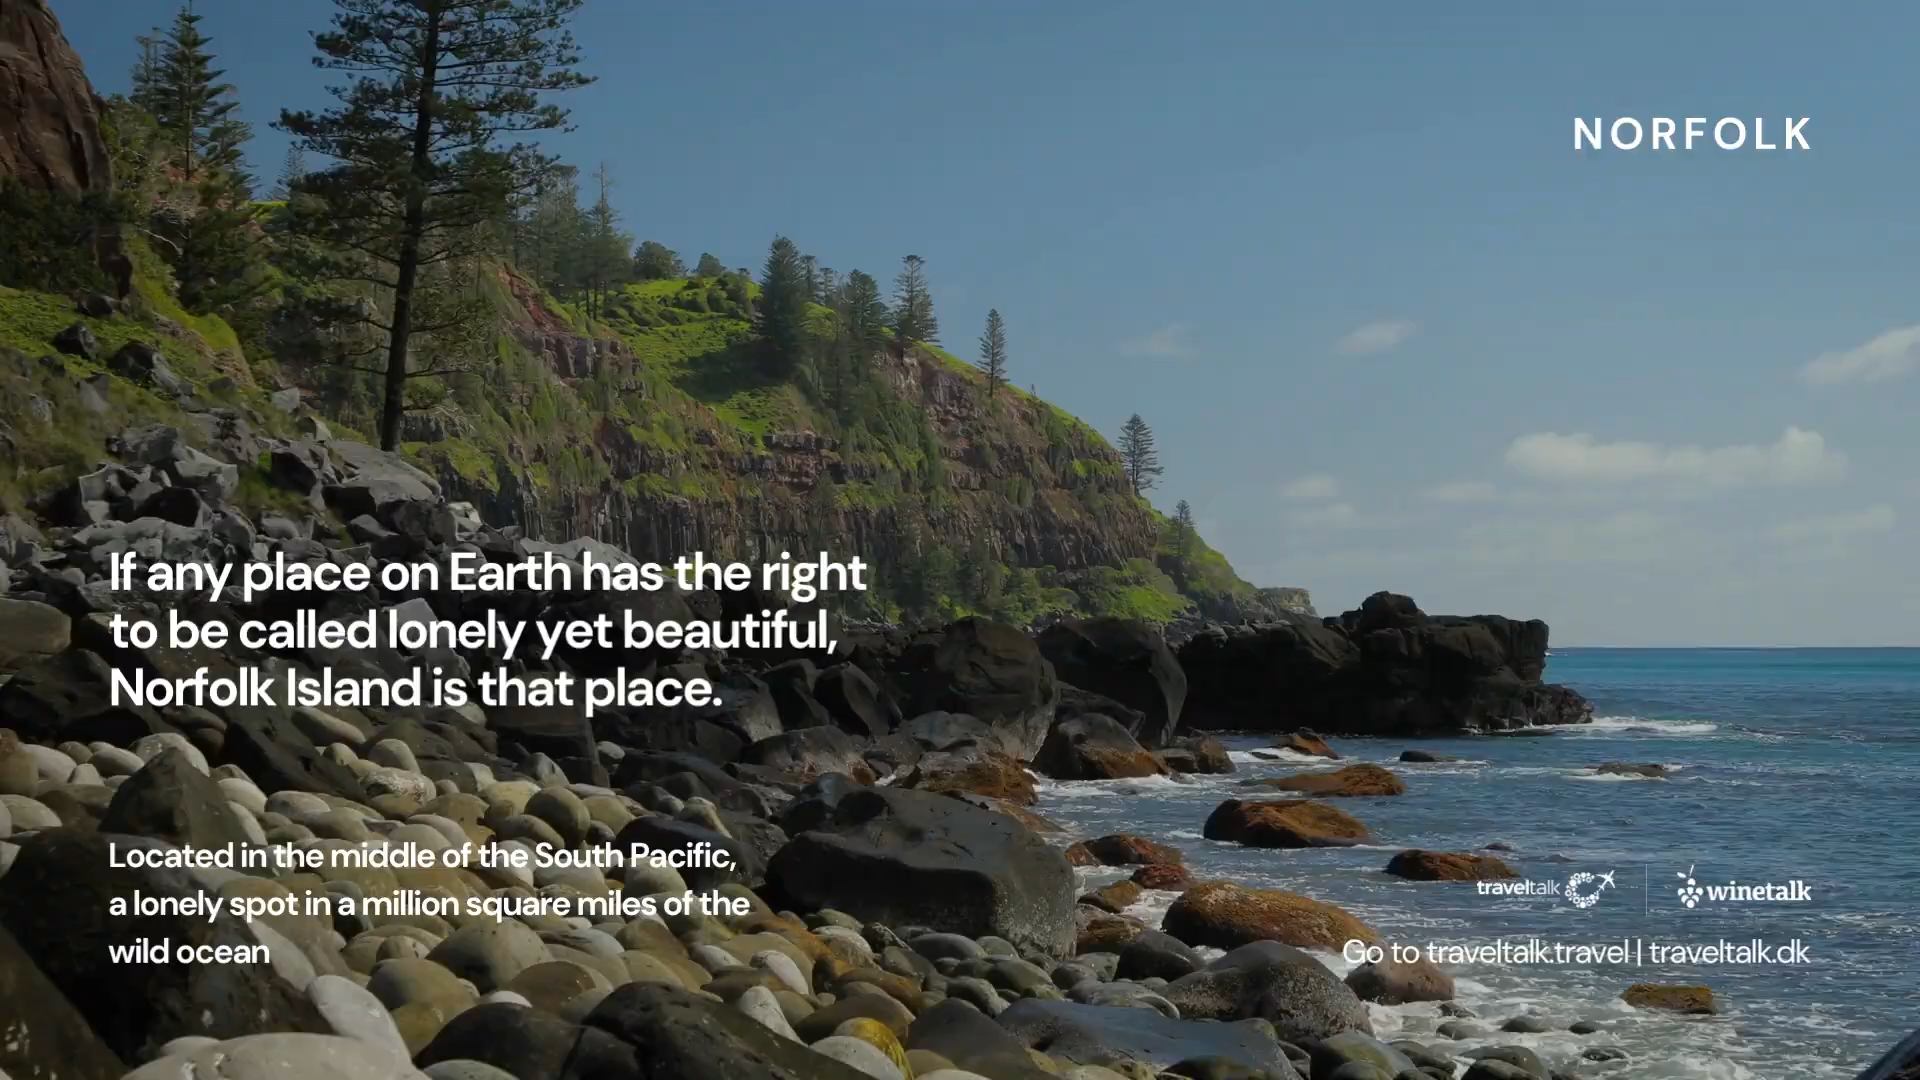 NORFOLK
If any place on Earth has the right
to be called lonely yet beautiful,
Norfolk Island is that place.
Located in the middle of the South Pacific,
a lonely spot in a million square miles of the
wild ocean
traveltalk
winetalk
Go to traveltalk.travel | traveltalk.dk